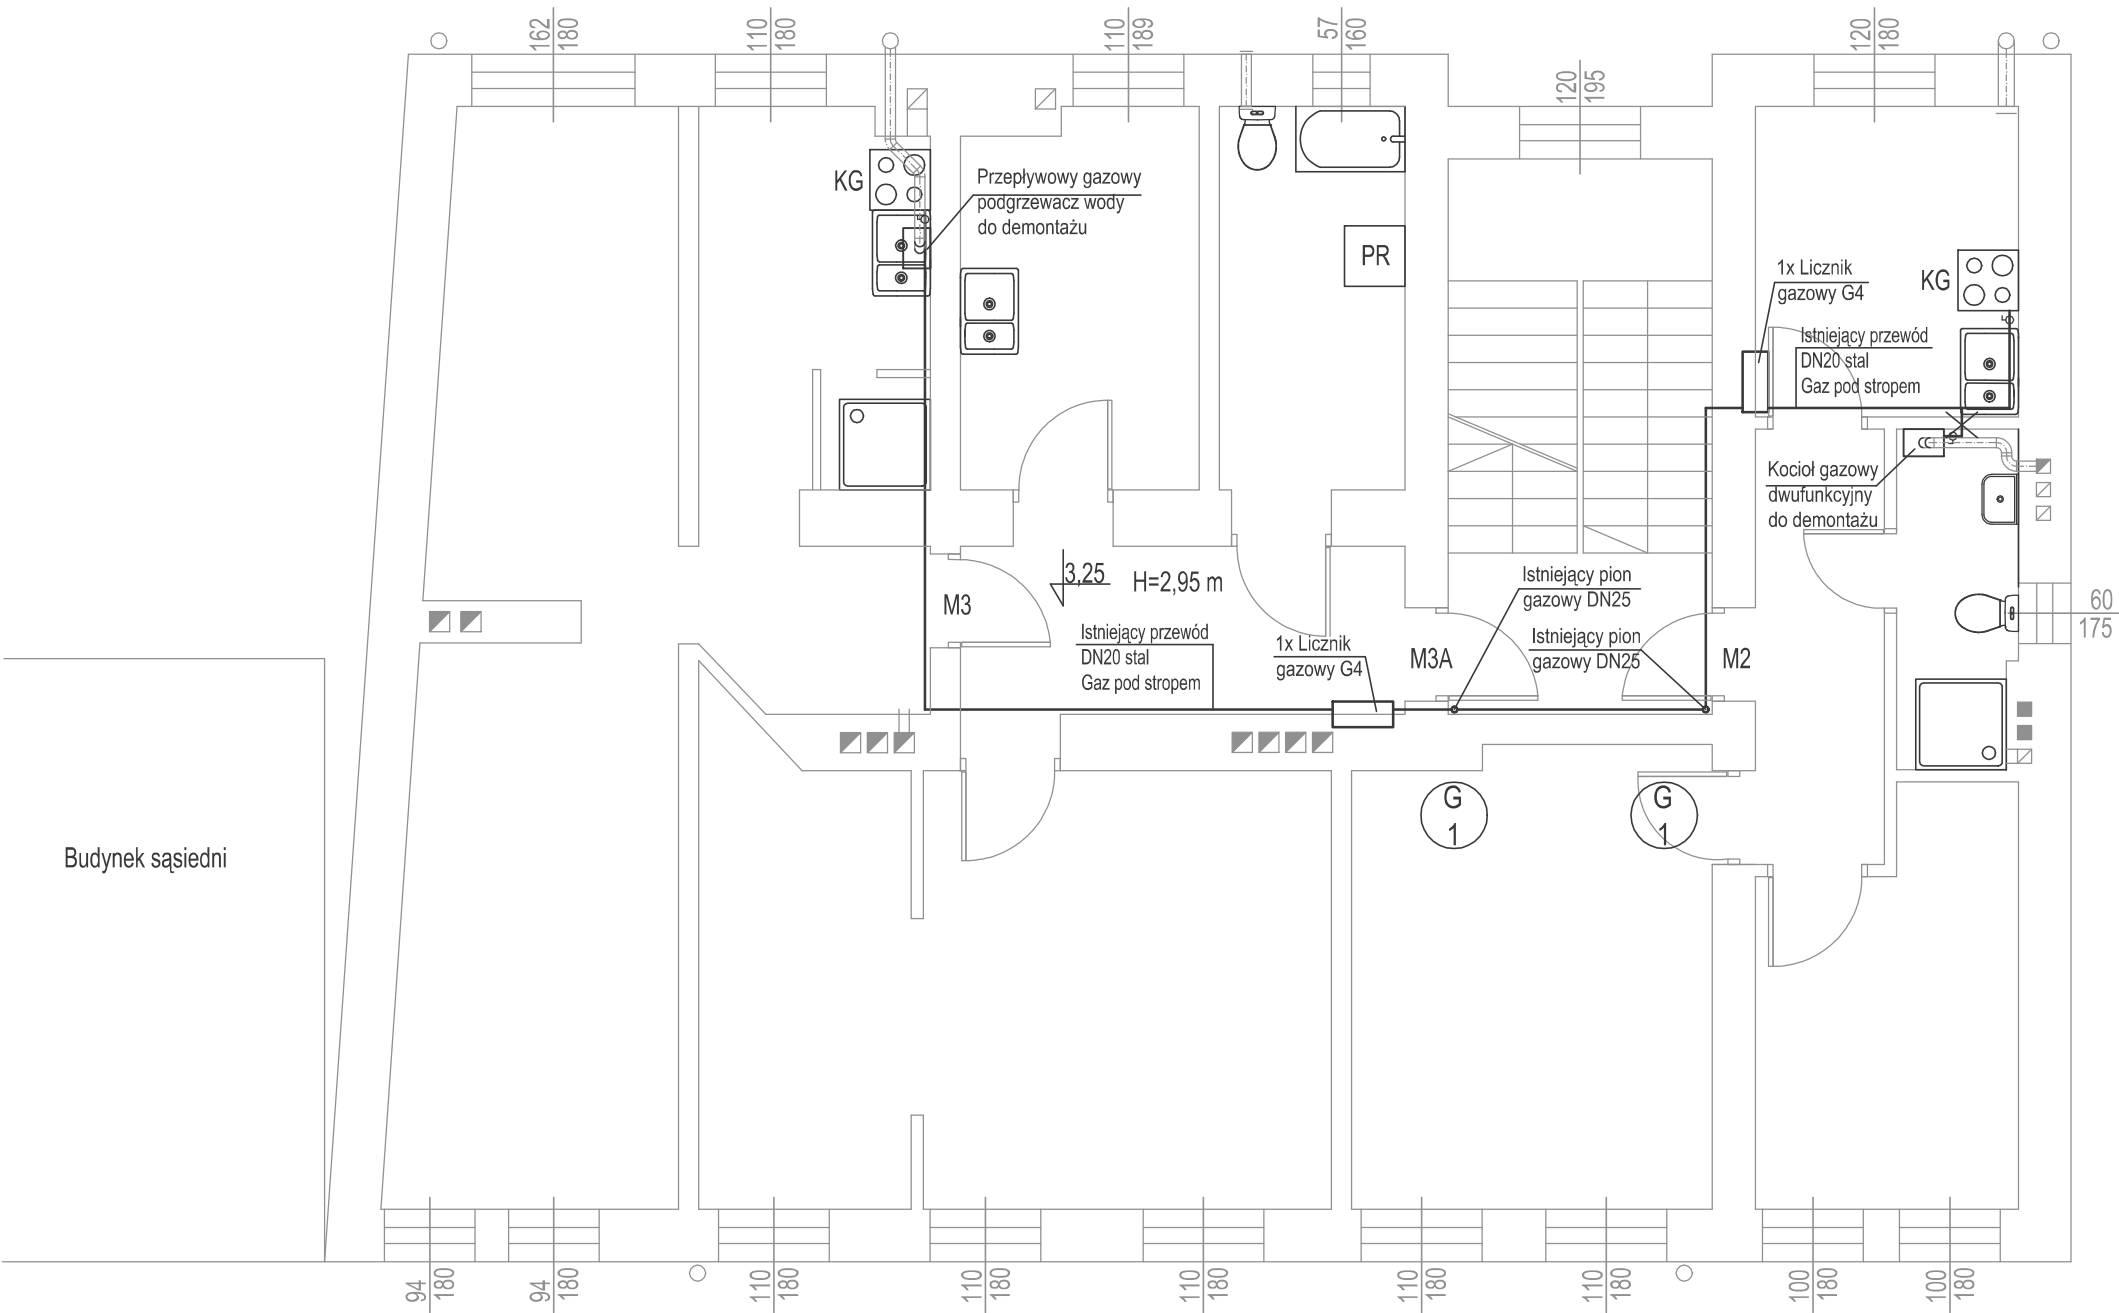 162
180
110
180
110
189
57
160
120
195
120
180
KG
Przepływowy gazowy
podgrzewacz wody
do demontażu
PR
1x Licznik
gazowy G4
KG
Istniejący przewód
DN20 stal
Gaz pod stropem
Kocioł gazowy
dwufunkcyjny
do demontażu
3,25
H=2,95 m
M3
Istniejący pion
gazowy DN25
60
175
Istniejący przewód
DN20 stal
Gaz pod stropem
1x Licznik
gazowy G4
M3A
Istniejący pion
gazowy DN25
M2
G
1
G
1
Budynek sąsiedni
94
180
94
180
110
180
110
180
110
180
110
180
110
180
100
180
100
180